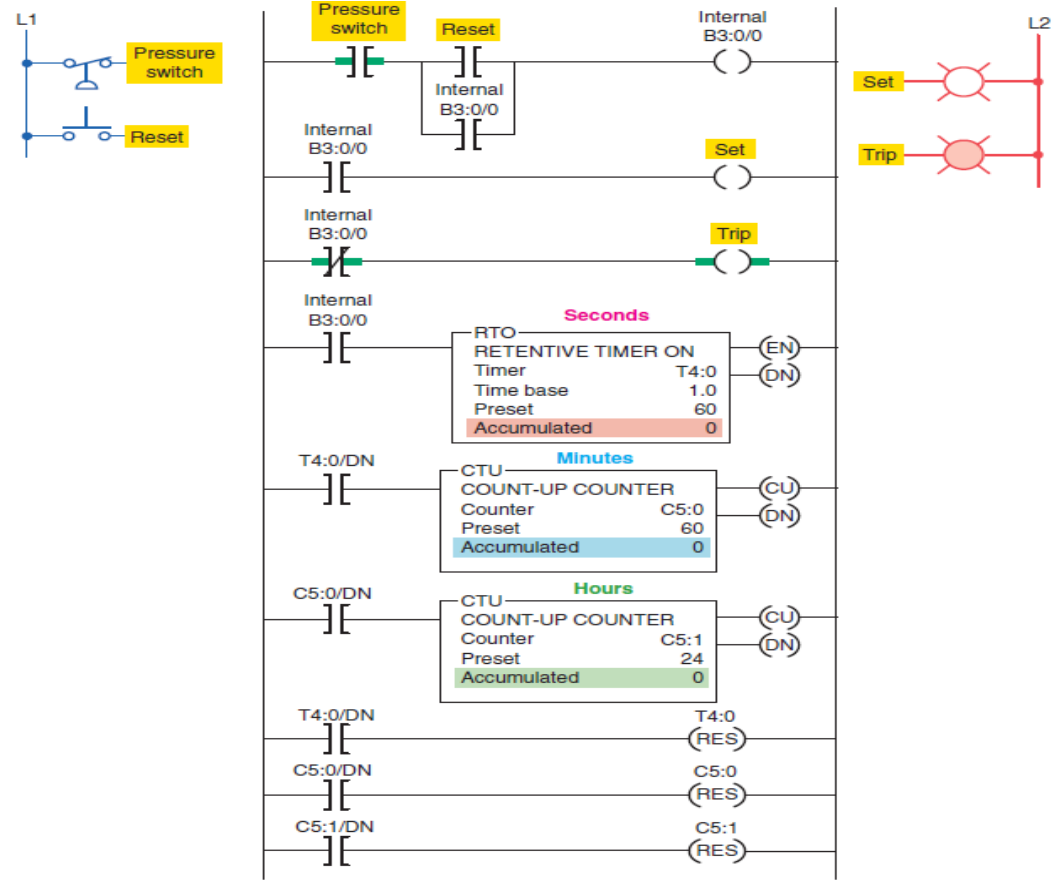 L1
Pressure
switch
Reset
Pressure
switch
Reset
Internal
B3:0/0
Internal
B3:0/0
Internal
B3:0/0
Set
Internal
B3:0/0
Trip
Internal
B3:0/0
Seconds
RTO
RETENTIVE TIMER ON
Timer T4:0
Time base 1.0
Preset 60
Accumulated 0
EN
DN
T4:0/DN
Minutes
CTU
COUNT-UP COUNTER
Counter C5:0
Preset 60
Accumulated 0
CU
DN
C5:0/DN
Hours
CTU
COUNT-UP COUNTER
Counter C5:1
Preset 24
Accumulated 0
CU
DN
T4:0/DN
T4:0
RES
C5:0/DN
C5:0
RES
C5:1/DN
C5:1
RES
L2
Set
Trip